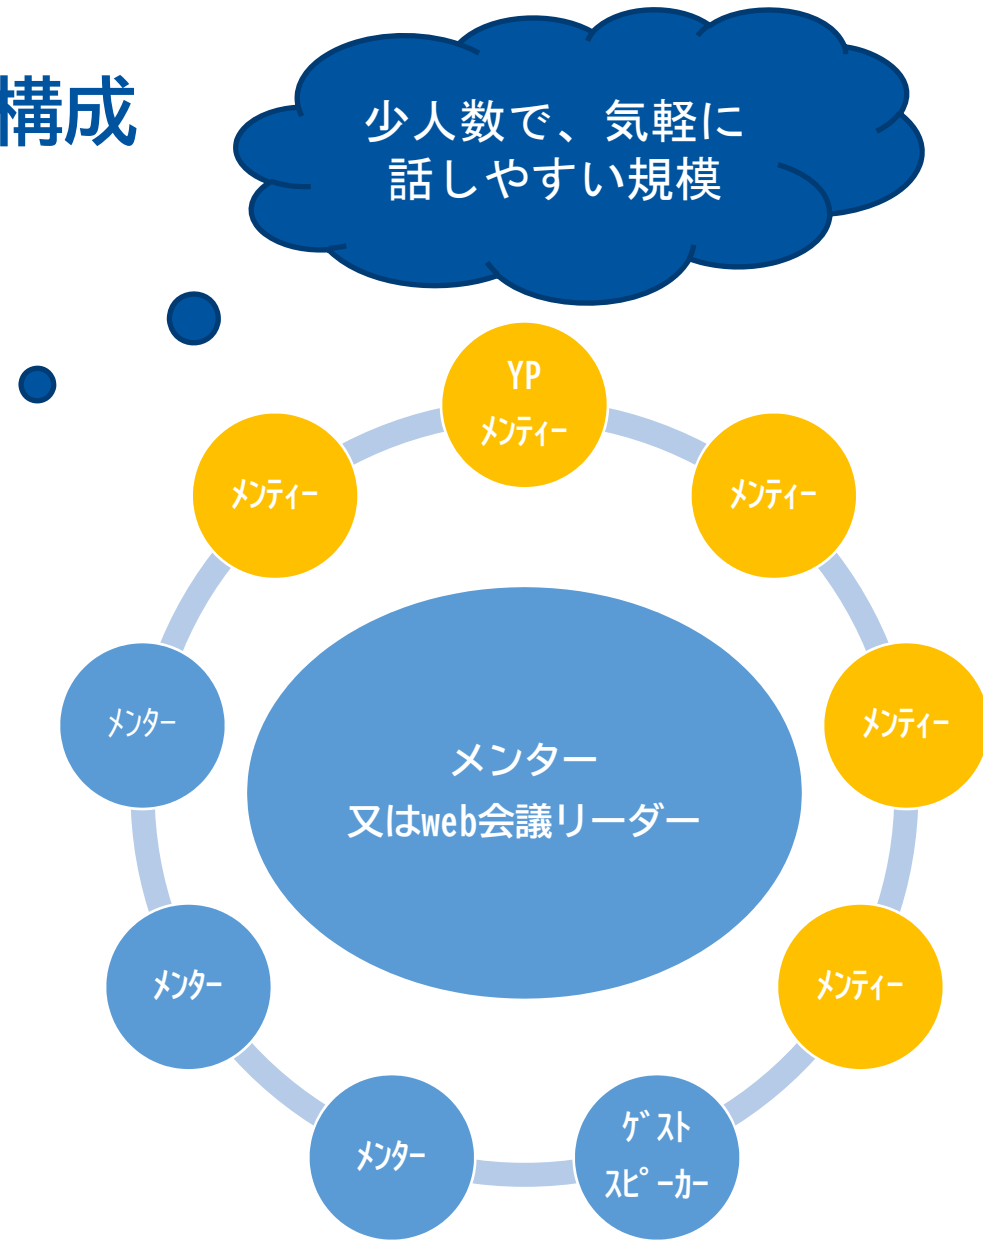 構成
少人数で、気軽に
話しやすい規模
YP
ﾒﾝﾃｨｰ
ﾒﾝﾃｨｰ
ﾒﾝﾃｨｰ
ﾒﾝﾀｰ
ﾒﾝﾃｨｰ
メンター
又はweb会議リーダー
ﾒﾝﾀｰ
ﾒﾝﾃｨｰ
ﾒﾝﾀｰ
ｹﾞｽﾄ
ｽﾋﾟｰｶｰ